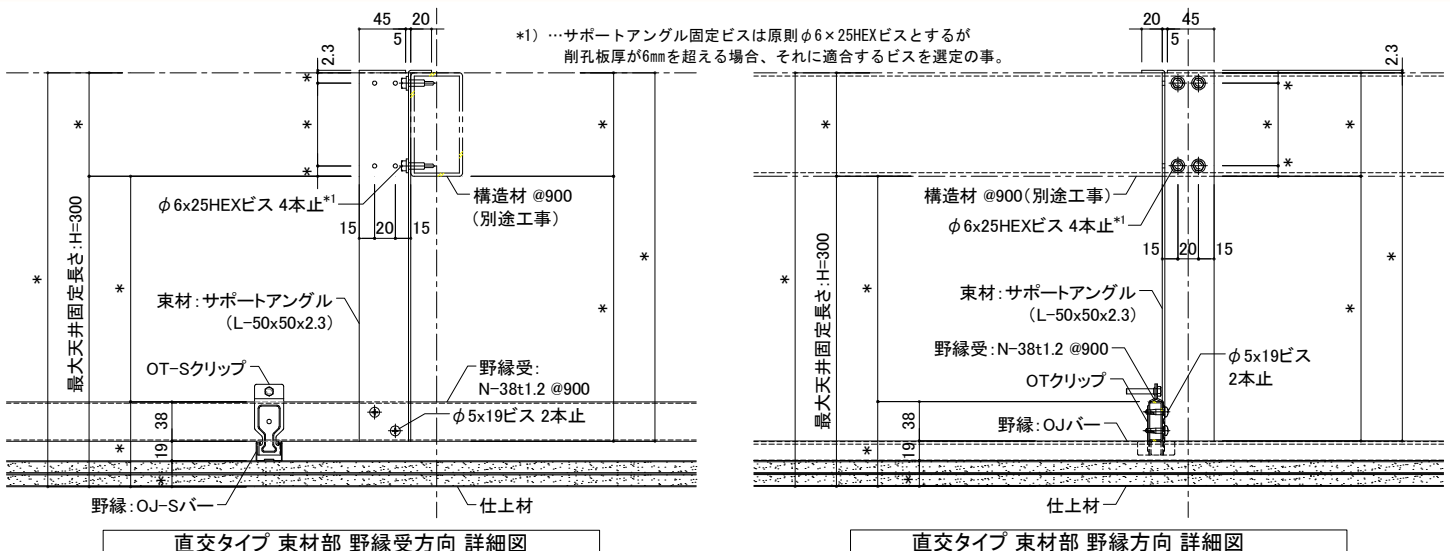 *1) …サポートアングル固定ビスは原則φ6×25HEXビスとするが
削孔板厚が6mmを超える場合、それに適合するビスを選定の事。
45 20
5
2.3
*
*
*
*
*
*
*
*
*
最大天井固定長さ:H=300
φ6x25HEXビス 4本止*1
構造材 @900
(別途工事)
15 20 15
束材:サポートアングル
(L-50x50x2.3)
OT-Sクリップ
野縁受:
N-38t1.2 @900
φ5x19ビス 2本止
38
19
*
*
野縁:OJ-Sバー
仕上材
直交タイプ 束材部 野縁受方向 詳細図
20 45
5
2.3
*
*
*
*
*
*
*
*
*
最大天井固定長さ:H=300
構造材 @900(別途工事)
φ6x25HEXビス 4本止*1
15 20 15
束材:サポートアングル
(L-50x50x2.3)
野縁受:N-38t1.2 @900
OTクリップ
φ5x19ビス
2本止
38
19
*
*
野縁:OJバー
仕上材
直交タイプ 束材部 野縁方向 詳細図